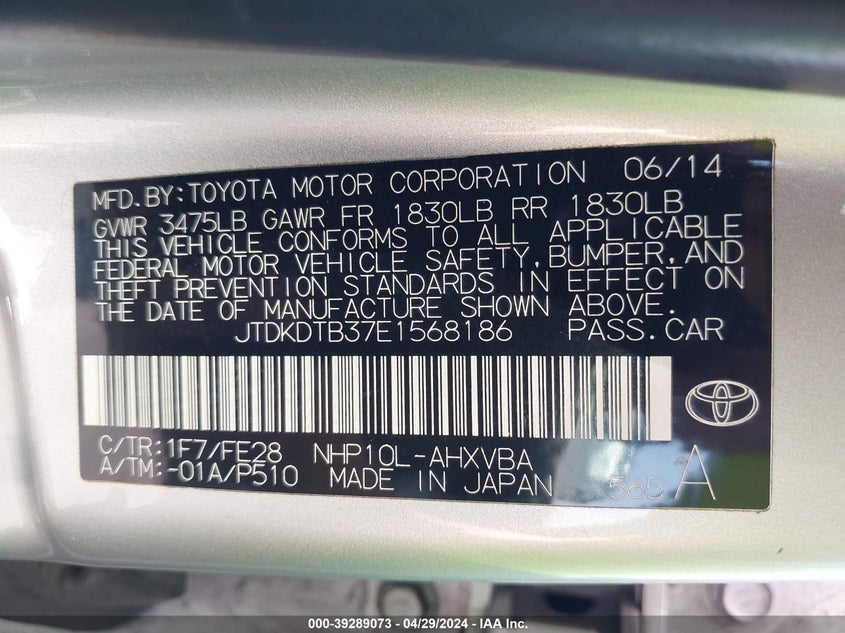 MFD.BY:TOYOTA MOTOR CORPORATION 06/14
GVWR 3475LB GAWR FR 1830LB RR 1830LB
THIS VEHICLE CONFORMS TO ALL APPLICABLE
FEDERAL MOTOR VEHICLE SAFETY,BUMPER,AND
THEFT PREVENTION STANDARDS IN EFFECT ON
THE DATE OF MANUFACTURE SHOWN ABOVE.
JTDKDTB37E1568186 PASS.CAR
C/TR:1F7/FE28 NHP10L-AHXVBA
A/TM:-01A/P510 MADE IN JAPAN 565 A
000-39289073 - 04/29/2024 - IAA Inc.